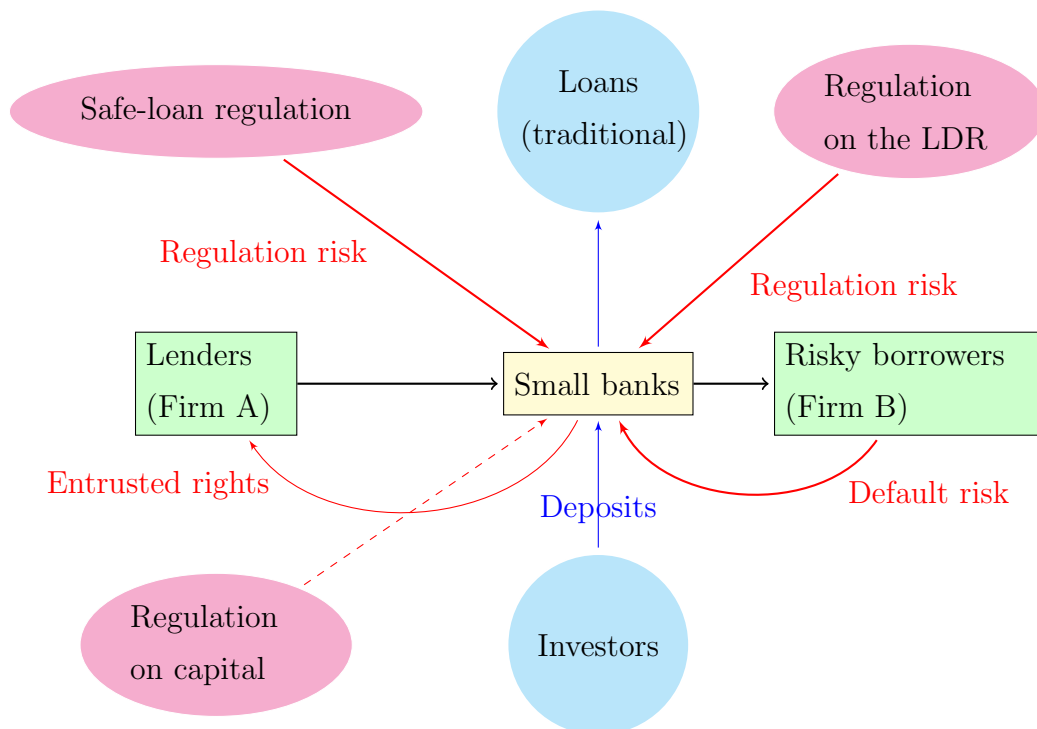 Safe-loan regulation
Loans
(traditional)
Regulation
on the LDR
Regulation risk
Regulation risk
Lenders
(Firm A)
Small banks
Risky borrowers
(Firm B)
Entrusted rights
Deposits
Default risk
Regulation
on capital
Investors